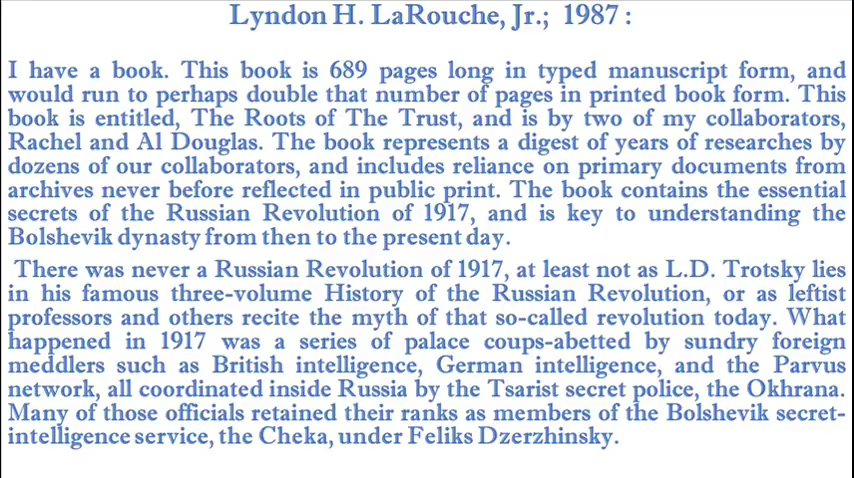 Lyndon H. LaRouche, Jr.; 1987 :
I have a book. This book is 689 pages long in typed manuscript form, and
would run to perhaps double that number of pages in printed book form. This
book is entitled, The Roots of The Trust, and is by two of my collaborators,
Rachel and Al Douglas. The book represents a digest of years of researches by
dozens of our collaborators, and includes reliance on primary documents from
archives never before reflected in public print. The book contains the essential
secrets of the Russian Revolution of 1917, and is key to understanding the
Bolshevik dynasty from then to the present day.
There was never a Russian Revolution of 1917, at least not as L.D. Trotsky lies
in his famous three-volume History of the Russian Revolution, or as leftist
professors and others recite the myth of that so-called revolution today. What
happened in 1917 was a series of palace coups-abetted by sundry foreign
meddlers such as British intelligence, German intelligence, and the Parvus
network, all coordinated inside Russia by the Tsarist secret police, the Okhrana.
Many of those officials retained their ranks as members of the Bolshevik secret-
intelligence service, the Cheka, under Feliks Dzerzhinsky.